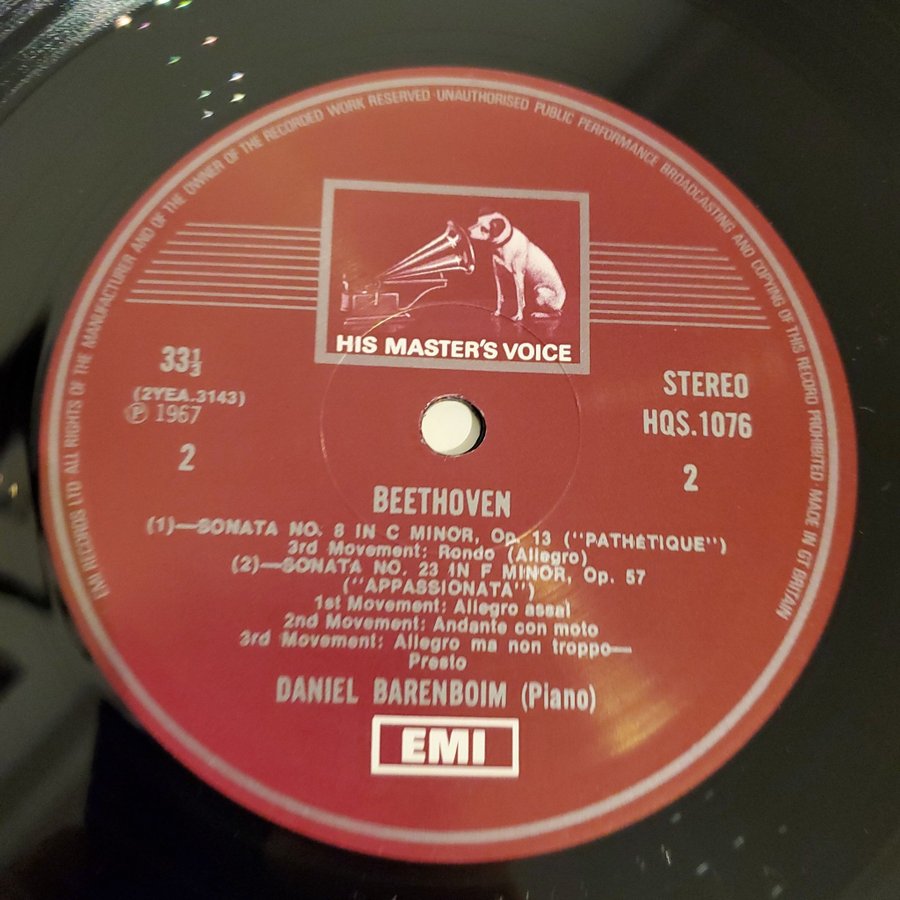 EMI RECORDS LTD ALL RIGHTS OF THE MANUFACTURER AND OF THE OWNER OF THE RECORDED WORK RESERVED · UNAUTHORISED PUBLIC PERFORMANCE BROADCASTING AND COPYING OF THIS RECORD PROHIBITED · MADE IN GT BRITAIN
HIS MASTER'S VOICE
33⅓
(2YEA.3143)
℗ 1967
2
STEREO
HQS.1076
2
BEETHOVEN
(1)—SONATA NO. 8 IN C MINOR, Op. 13 ("PATHÉTIQUE")
3rd Movement: Rondo (Allegro)
(2)—SONATA NO. 23 IN F MINOR, Op. 57
("APPASSIONATA")
1st Movement: Allegro assai
2nd Movement: Andante con moto
3rd Movement: Allegro ma non troppo—
Presto
DANIEL BARENBOIM (Piano)
EMI